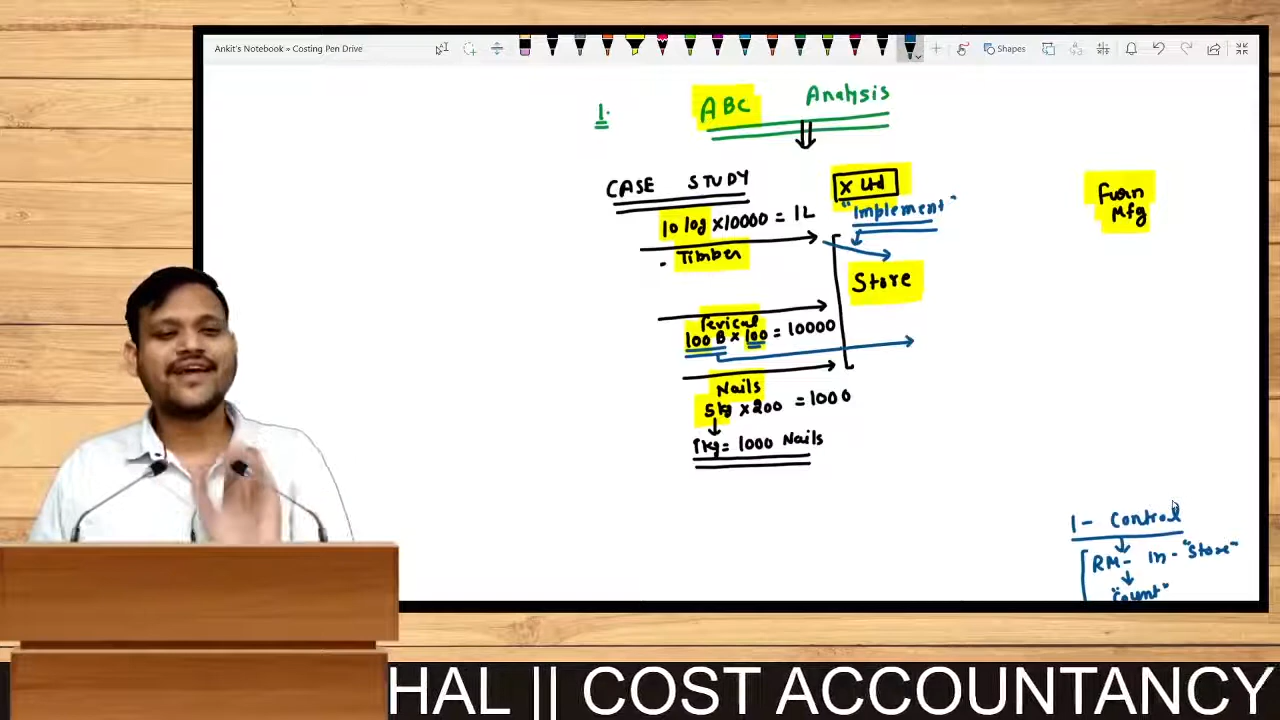 Ankit's Notebook » Costing Pen Drive
Shapes
1. ABC Analysis
CASE STUDY
X Ltd
"Implement"
Furn
Mfg
10 log x10000 = 1L
- Timber
Store
Fevical
100 B x 100 = 10000
Nails
5kg x 200 = 1000
1kg = 1000 Nails
1- Control
RM- in - "Store"
"Count"
HAL || COST ACCOUNTANCY